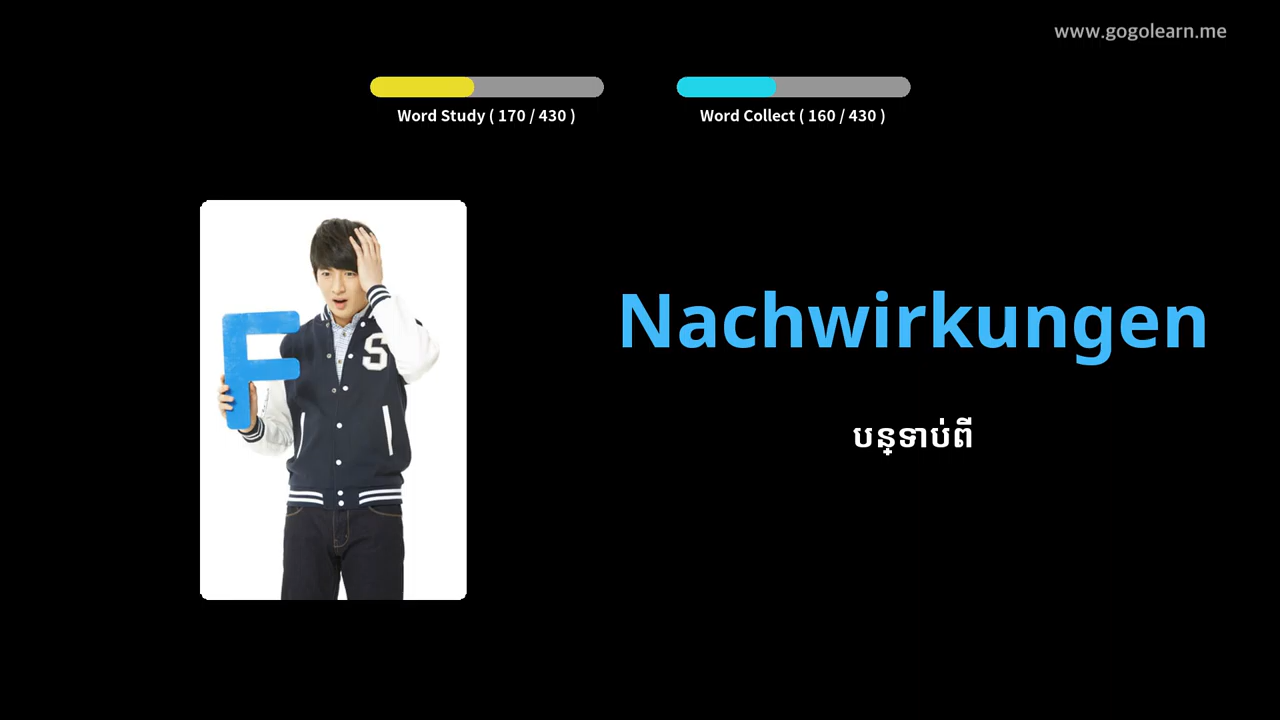 www.gogolearn.me
Word Study ( 170 / 430 )
Word Collect ( 160 / 430 )
S
F
Nachwirkungen
បន្ទាប់ពី